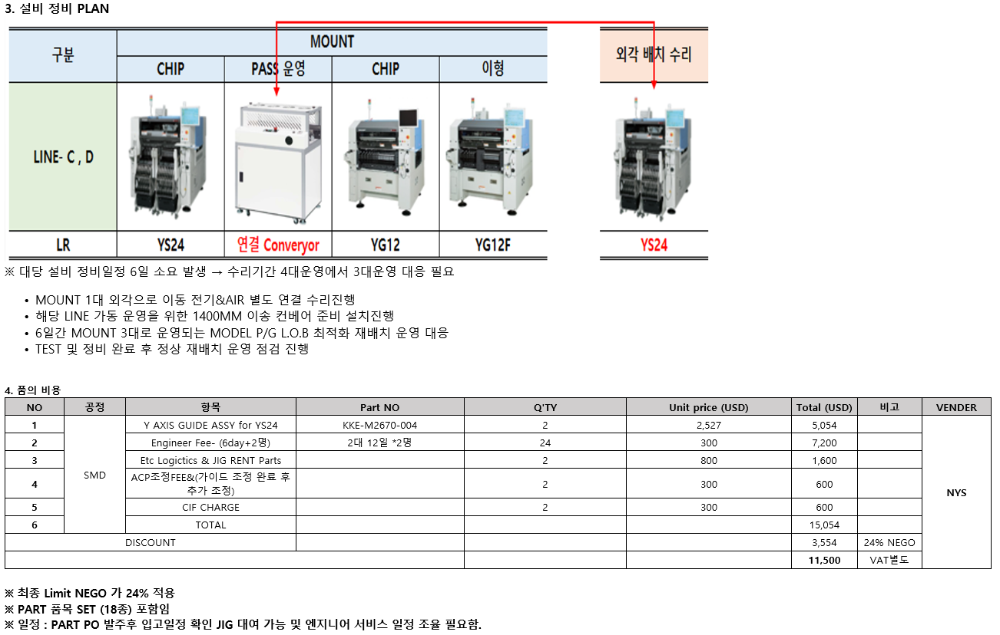 3. 설비 정비 PLAN
구분
MOUNT
외각 배치 수리
CHIP
PASS 운영
CHIP
이형
LINE- C , D
LR
YS24
연결 Converyor
YG12
YG12F
YS24
※ 대당 설비 정비일정 6일 소요 발생 → 수리기간 4대운영에서 3대운영 대응 필요
• MOUNT 1대 외각으로 이동 전기&AIR 별도 연결 수리진행
• 해당 LINE 가동 운영을 위한 1400MM 이송 컨베어 준비 설치진행
• 6일간 MOUNT 3대로 운영되는 MODEL P/G L.O.B 최적화 재배치 운영 대응
• TEST 및 정비 완료 후 정상 재배치 운영 점검 진행
4. 품의 비용
NO 공정 항목 Part NO Q'TY Unit price (USD) Total (USD) 비고 VENDER
1 Y AXIS GUIDE ASSY for YS24 KKE-M2670-004 2 2,527 5,054
2 Engineer Fee- (6day+2명) 2대 12일 *2명 24 300 7,200
3 Etc Logictics & JIG RENT Parts 2 800 1,600
SMD
4 ACP조정FEE&(가이드 조정 완료 후
추가 조정) 2 300 600
NYS
5 CIF CHARGE 2 300 600
6 TOTAL 15,054
DISCOUNT 3,554 24% NEGO
11,500 VAT별도
※ 최종 Limit NEGO 가 24% 적용
※ PART 품목 SET (18종) 포함임
※ 일정 : PART PO 발주후 입고일정 확인 JIG 대여 가능 및 엔지니어 서비스 일정 조율 필요함.